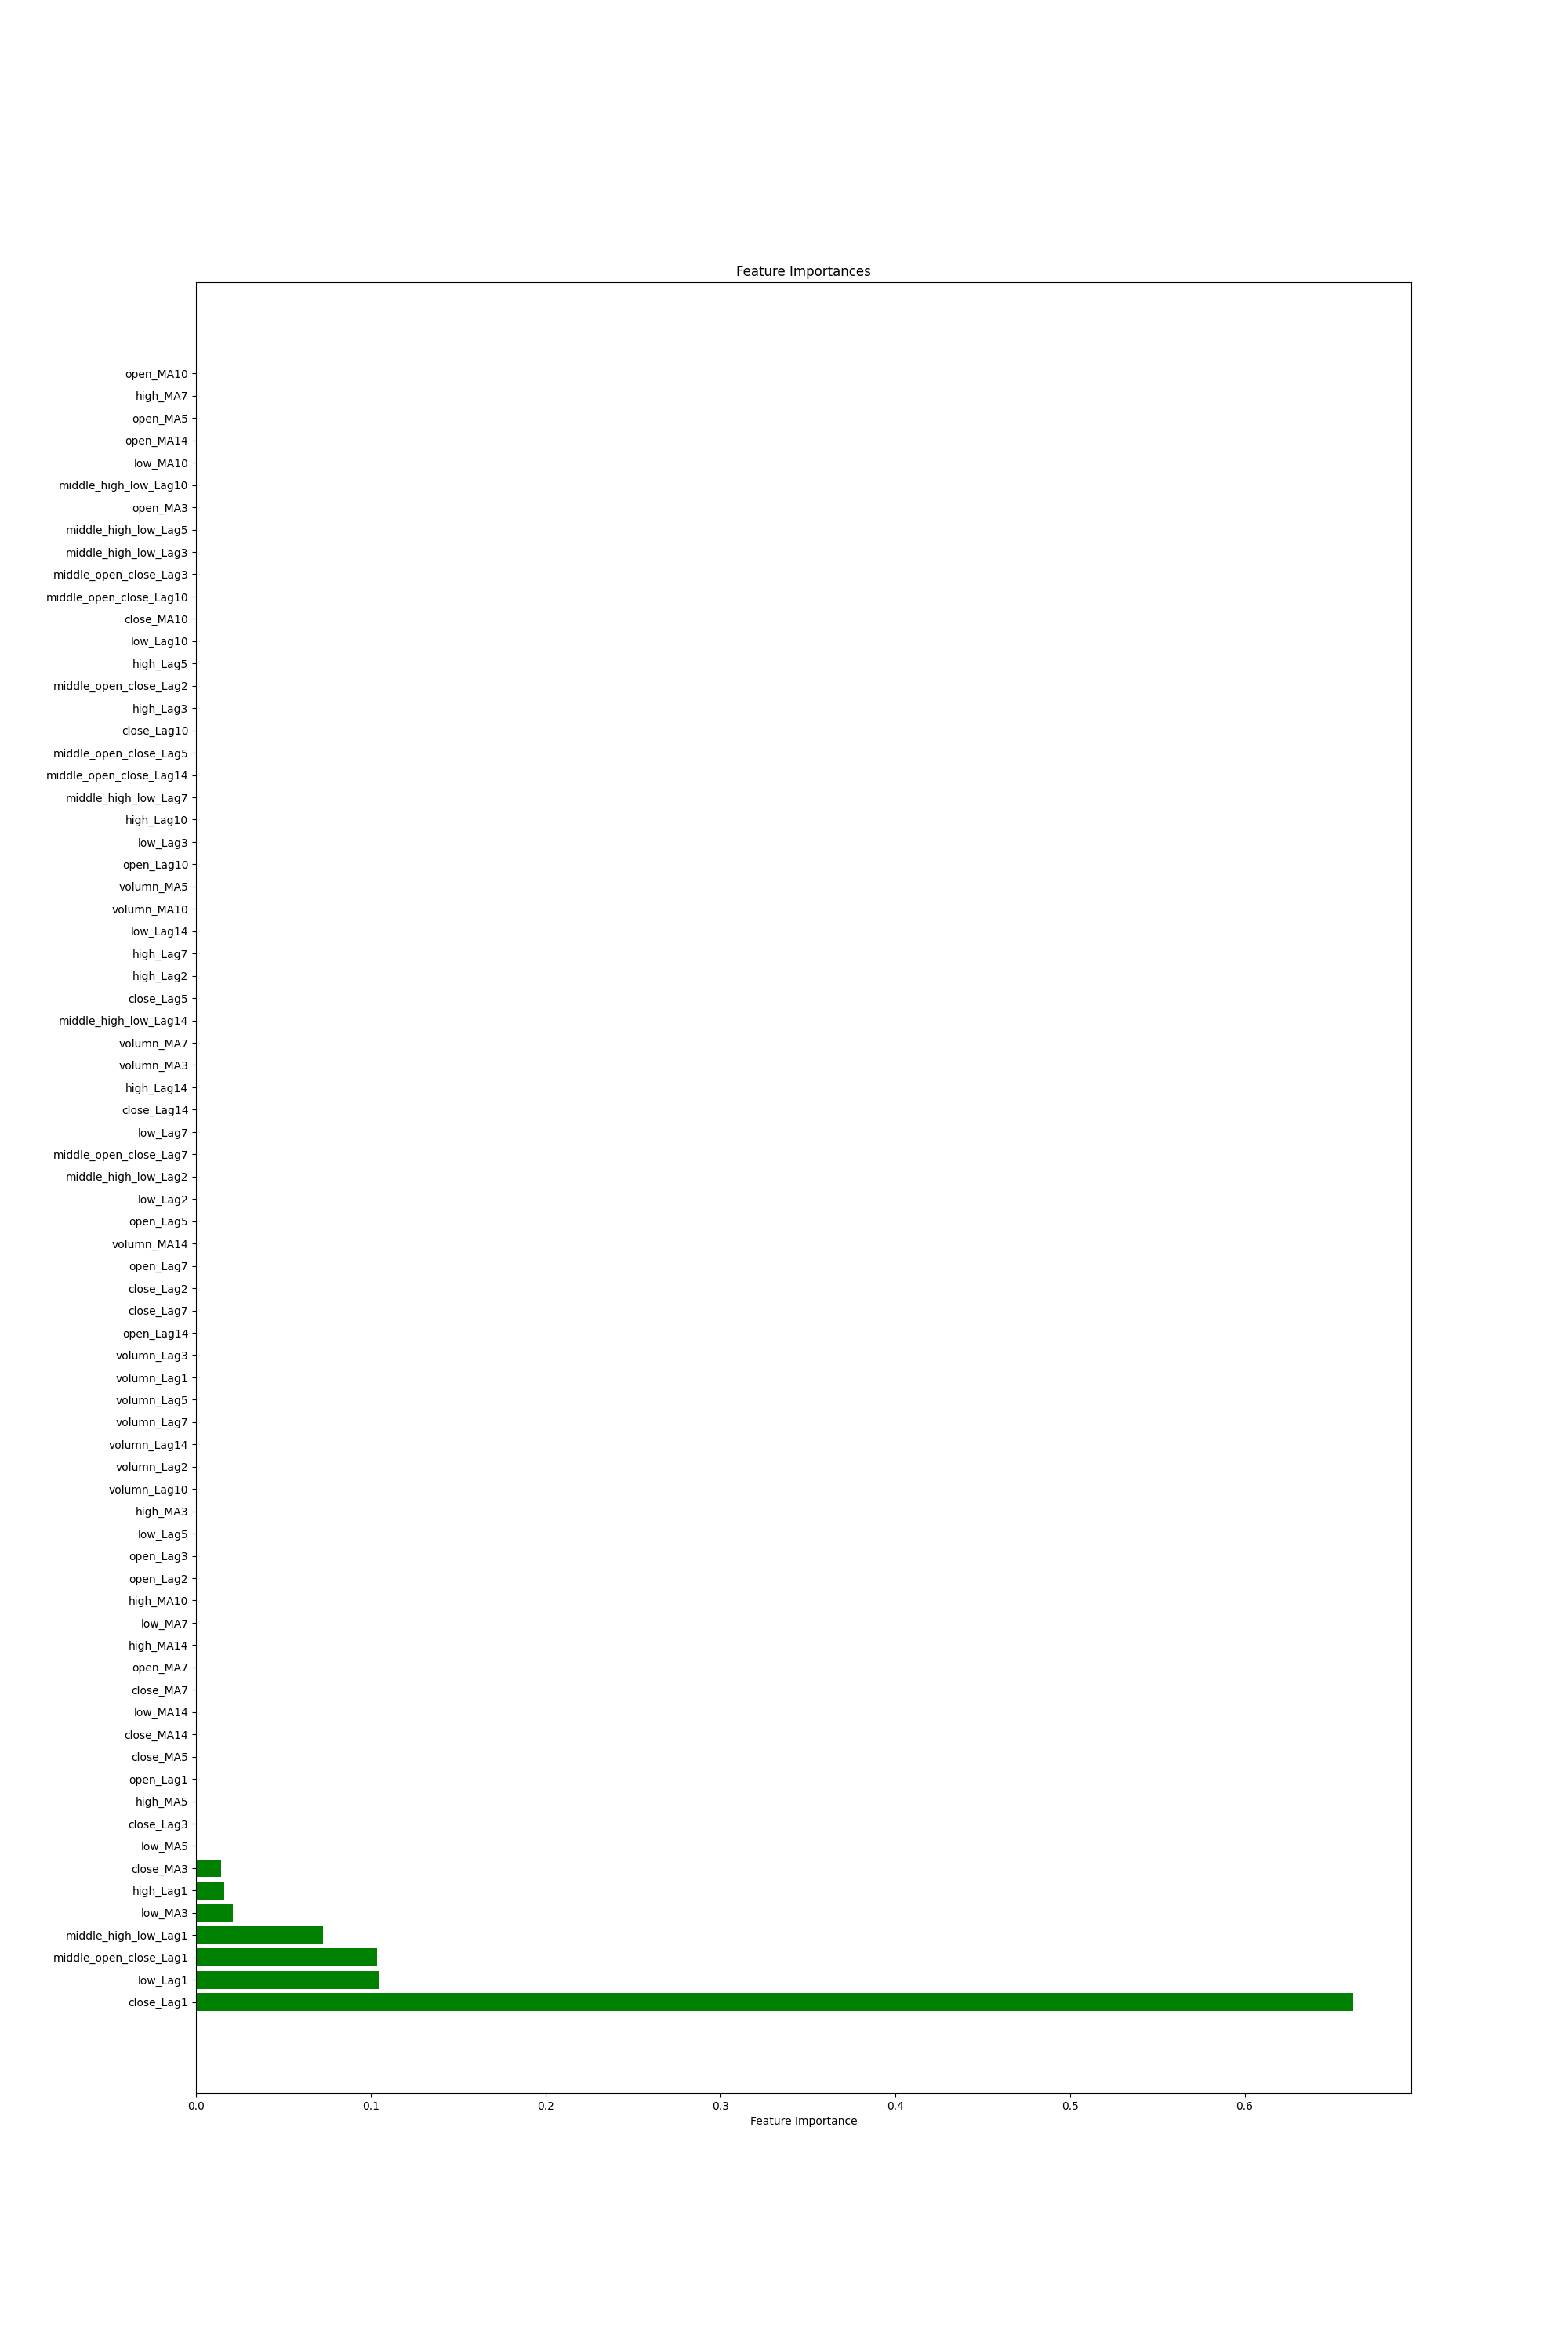 Feature Importances
open_MA10
high_MA7
open_MA5
open_MA14
low_MA10
middle_high_low_Lag10
open_MA3
middle_high_low_Lag5
middle_high_low_Lag3
middle_open_close_Lag3
middle_open_close_Lag10
close_MA10
low_Lag10
high_Lag5
middle_open_close_Lag2
high_Lag3
close_Lag10
middle_open_close_Lag5
middle_open_close_Lag14
middle_high_low_Lag7
high_Lag10
low_Lag3
open_Lag10
volumn_MA5
volumn_MA10
low_Lag14
high_Lag7
high_Lag2
close_Lag5
middle_high_low_Lag14
volumn_MA7
volumn_MA3
high_Lag14
close_Lag14
low_Lag7
middle_open_close_Lag7
middle_high_low_Lag2
low_Lag2
open_Lag5
volumn_MA14
open_Lag7
close_Lag2
close_Lag7
open_Lag14
volumn_Lag3
volumn_Lag1
volumn_Lag5
volumn_Lag7
volumn_Lag14
volumn_Lag2
volumn_Lag10
high_MA3
low_Lag5
open_Lag3
open_Lag2
high_MA10
low_MA7
high_MA14
open_MA7
close_MA7
low_MA14
close_MA14
close_MA5
open_Lag1
high_MA5
close_Lag3
low_MA5
close_MA3
high_Lag1
low_MA3
middle_high_low_Lag1
middle_open_close_Lag1
low_Lag1
close_Lag1
0.0 0.1 0.2 0.3 0.4 0.5 0.6
Feature Importance